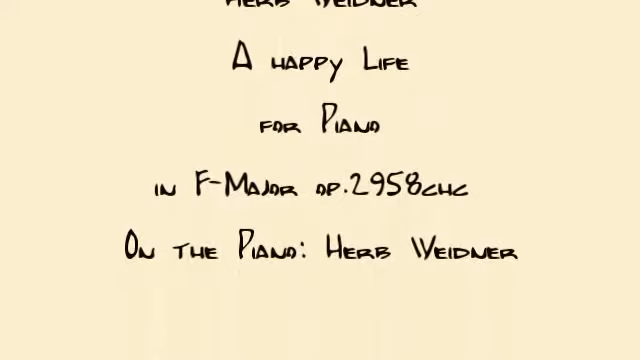 Herb Weidner
A happy Life
for Piano
in F-Major op.2958chc
On the Piano: Herb Weidner